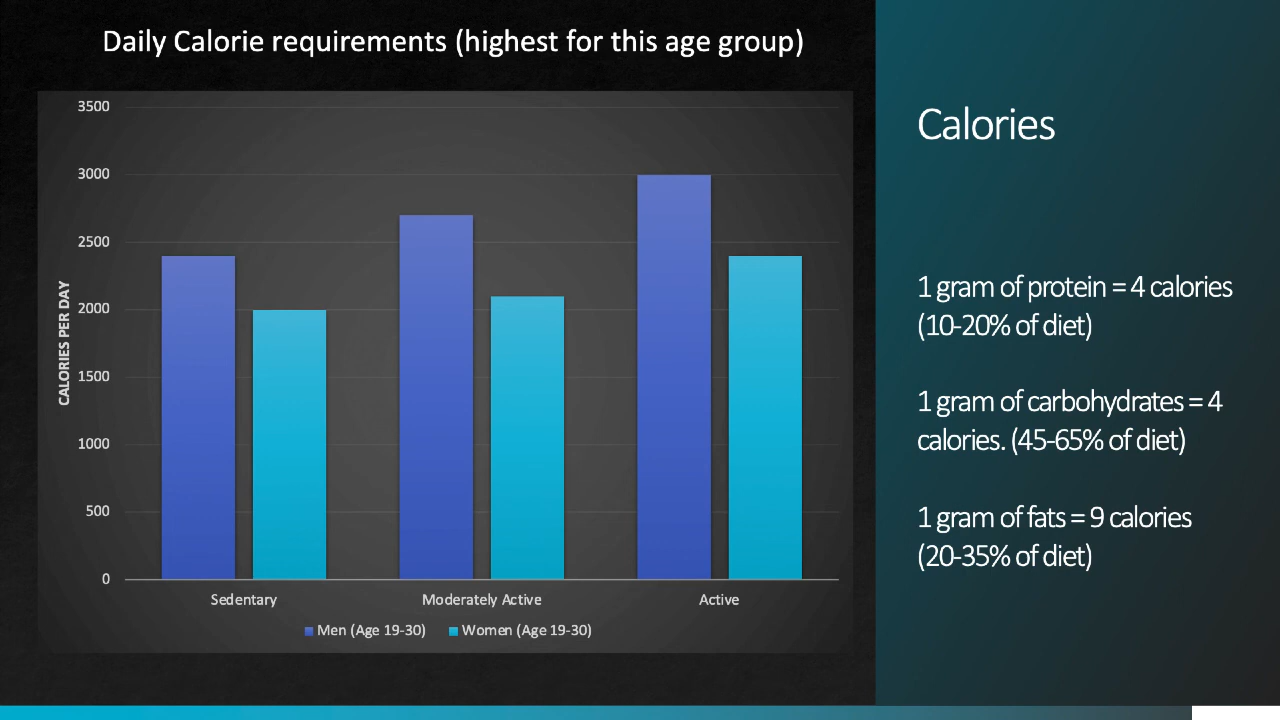 Daily Calorie requirements (highest for this age group)
3500
3000
2500
2000
1500
1000
500
0
CALORIES PER DAY
Sedentary
Moderately Active
Active
Men (Age 19-30)
Women (Age 19-30)
Calories
1 gram of protein = 4 calories
(10-20% of diet)
1 gram of carbohydrates = 4
calories. (45-65% of diet)
1 gram of fats = 9 calories
(20-35% of diet)